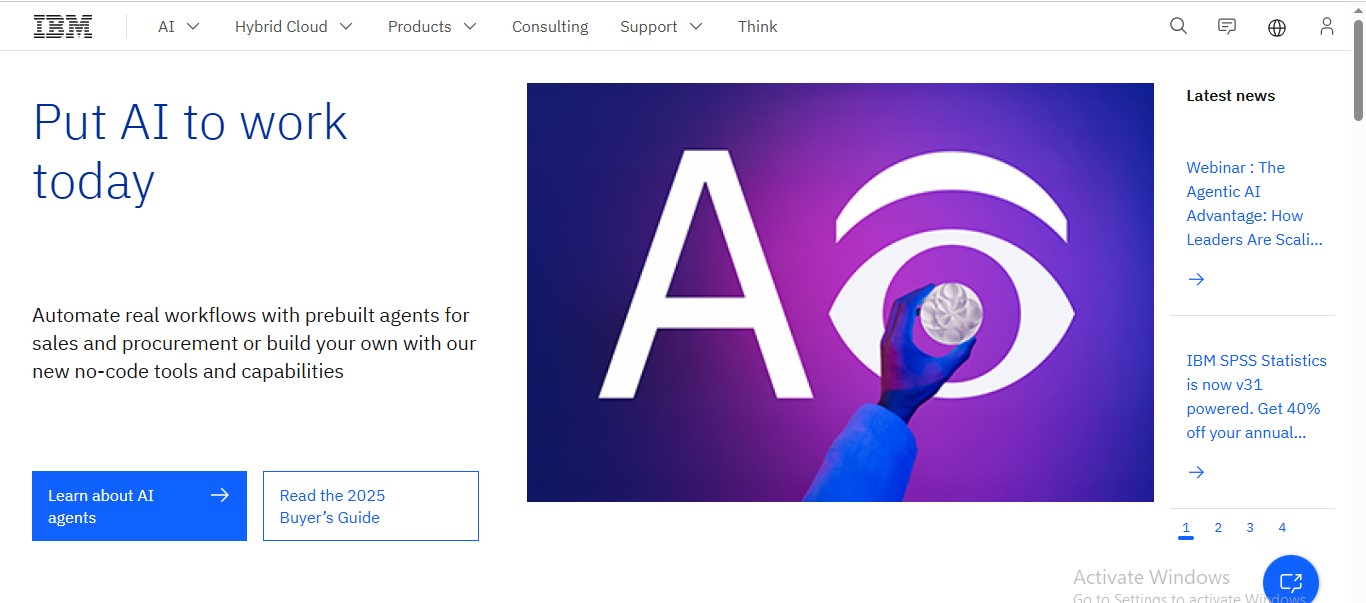 IBM
AI
Hybrid Cloud
Products
Consulting
Support
Think
Put AI to work
today
Automate real workflows with prebuilt agents for
sales and procurement or build your own with our
new no-code tools and capabilities
Learn about AI
agents
Read the 2025
Buyer’s Guide
A
Latest news
Webinar : The
Agentic AI
Advantage: How
Leaders Are Scali...
IBM SPSS Statistics
is now v31
powered. Get 40%
off your annual...
1 2 3 4
Activate Windows
Go to Settings to activate Windows.